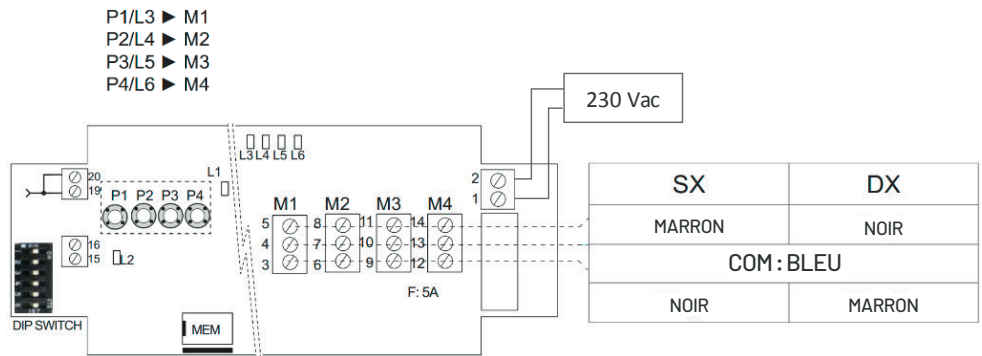 P1/L3 ► M1
P2/L4 ► M2
P3/L5 ► M3
P4/L6 ► M4
230 Vac
L3 L4 L5 L6
L1
20
19
P1 P2 P3 P4
2
1
M1 M2 M3 M4
5 8 11 14
4 7 10 13
3 6 9 12
16
15
L2
F: 5A
DIP SWITCH
MEM
SX DX
MARRON NOIR
COM : BLEU
NOIR MARRON